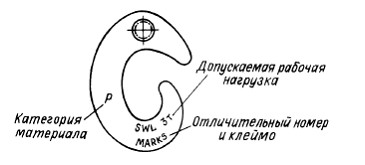 Допускаемая рабочая
нагрузка
P
SWL 3T
Категория
материала
MARKS
Отличительный номер
и клеймо